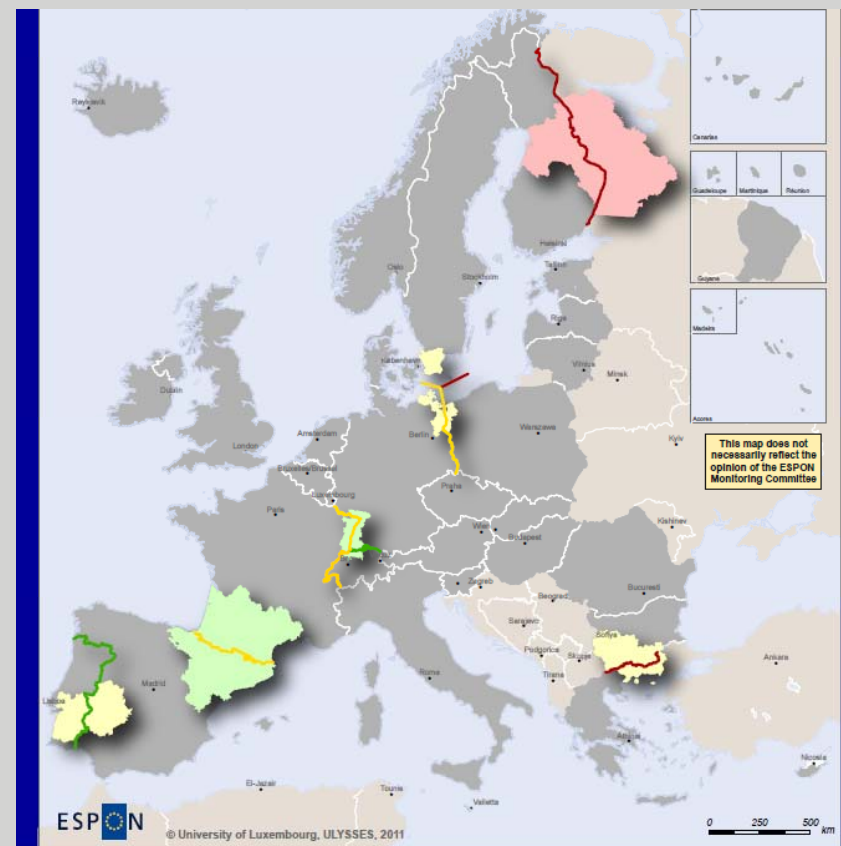 Canarias
Reykjavik
Guadeloupe
Martinique
Réunion
Guyane
Helsinki
Tallinn
Oslo
Stockholm
Madeira
Riga
København
Vilnius
Minsk
Dublin
Acores
Amsterdam
Berlin
Warszawa
London
Kyiv
This map does not
necessarily reflect the
opinion of the ESPON
Monitoring Committee
Bruxelles/Brussel
Praha
Luxembourg
Paris
Kishinev
Wien
Budapest
Zagreb
Bucuresti
Beograd
Sarajevo
Sofiya
Podgorica
Skopje
Ankara
Roma
Tirana
Madrid
Lisboa
Nicosia
El-Jazair
Tounis
Valletta
ESPON
© University of Luxembourg, ULYSSES, 2011
0 250 500
km